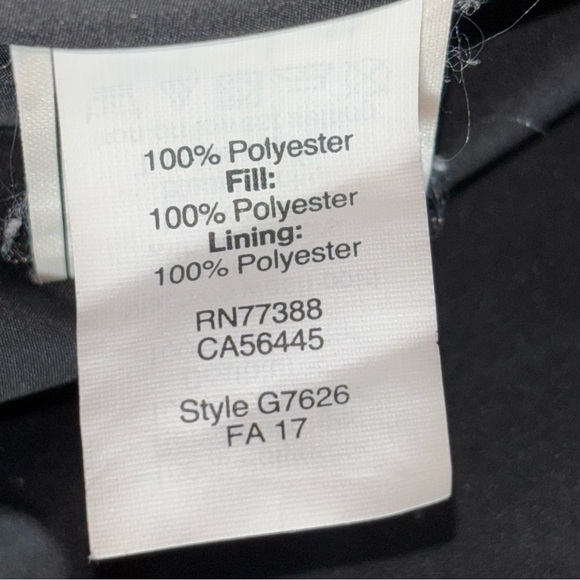 100% Polyester
Fill:
100% Polyester
Lining:
100% Polyester
RN77388
CA56445
Style G7626
FA 17